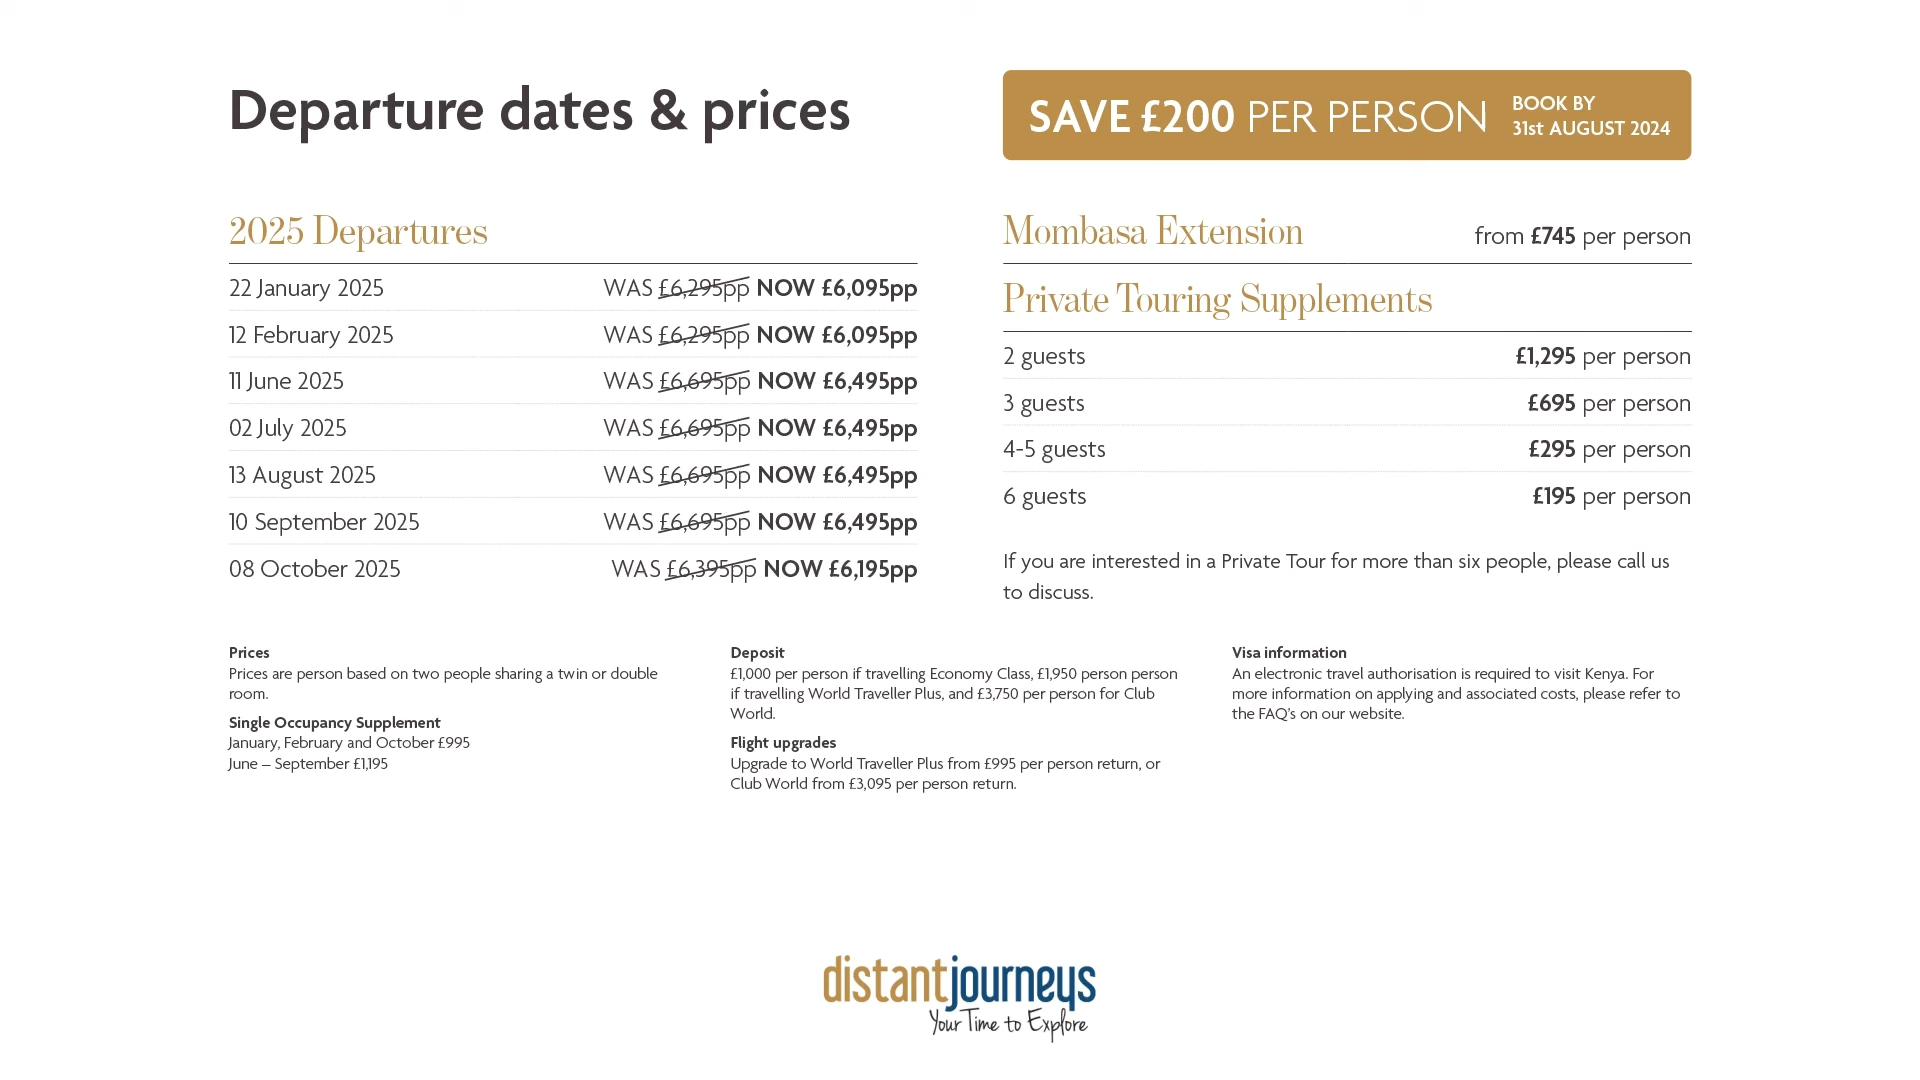 Departure dates & prices
SAVE £200 PER PERSON
BOOK BY
31st AUGUST 2024
2025 Departures
22 January 2025 WAS £6,295pp NOW £6,095pp
12 February 2025 WAS £6,295pp NOW £6,095pp
11 June 2025 WAS £6,695pp NOW £6,495pp
02 July 2025 WAS £6,695pp NOW £6,495pp
13 August 2025 WAS £6,695pp NOW £6,495pp
10 September 2025 WAS £6,695pp NOW £6,495pp
08 October 2025 WAS £6,395pp NOW £6,195pp
Mombasa Extension from £745 per person
Private Touring Supplements
2 guests £1,295 per person
3 guests £695 per person
4-5 guests £295 per person
6 guests £195 per person
If you are interested in a Private Tour for more than six people, please call us
to discuss.
Prices
Prices are person based on two people sharing a twin or double
room.
Single Occupancy Supplement
January, February and October £995
June – September £1,195
Deposit
£1,000 per person if travelling Economy Class, £1,950 person person
if travelling World Traveller Plus, and £3,750 per person for Club
World.
Flight upgrades
Upgrade to World Traveller Plus from £995 per person return, or
Club World from £3,095 per person return.
Visa information
An electronic travel authorisation is required to visit Kenya. For
more information on applying and associated costs, please refer to
the FAQ's on our website.
distantjourneys
Your Time to Explore